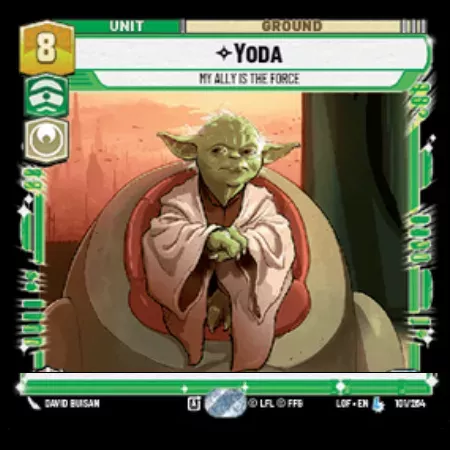 UNIT GROUND
8
Yoda
MY ALLY IS THE FORCE
DAVID BUISAN A © LFL © FFG LOF • EN 101/264